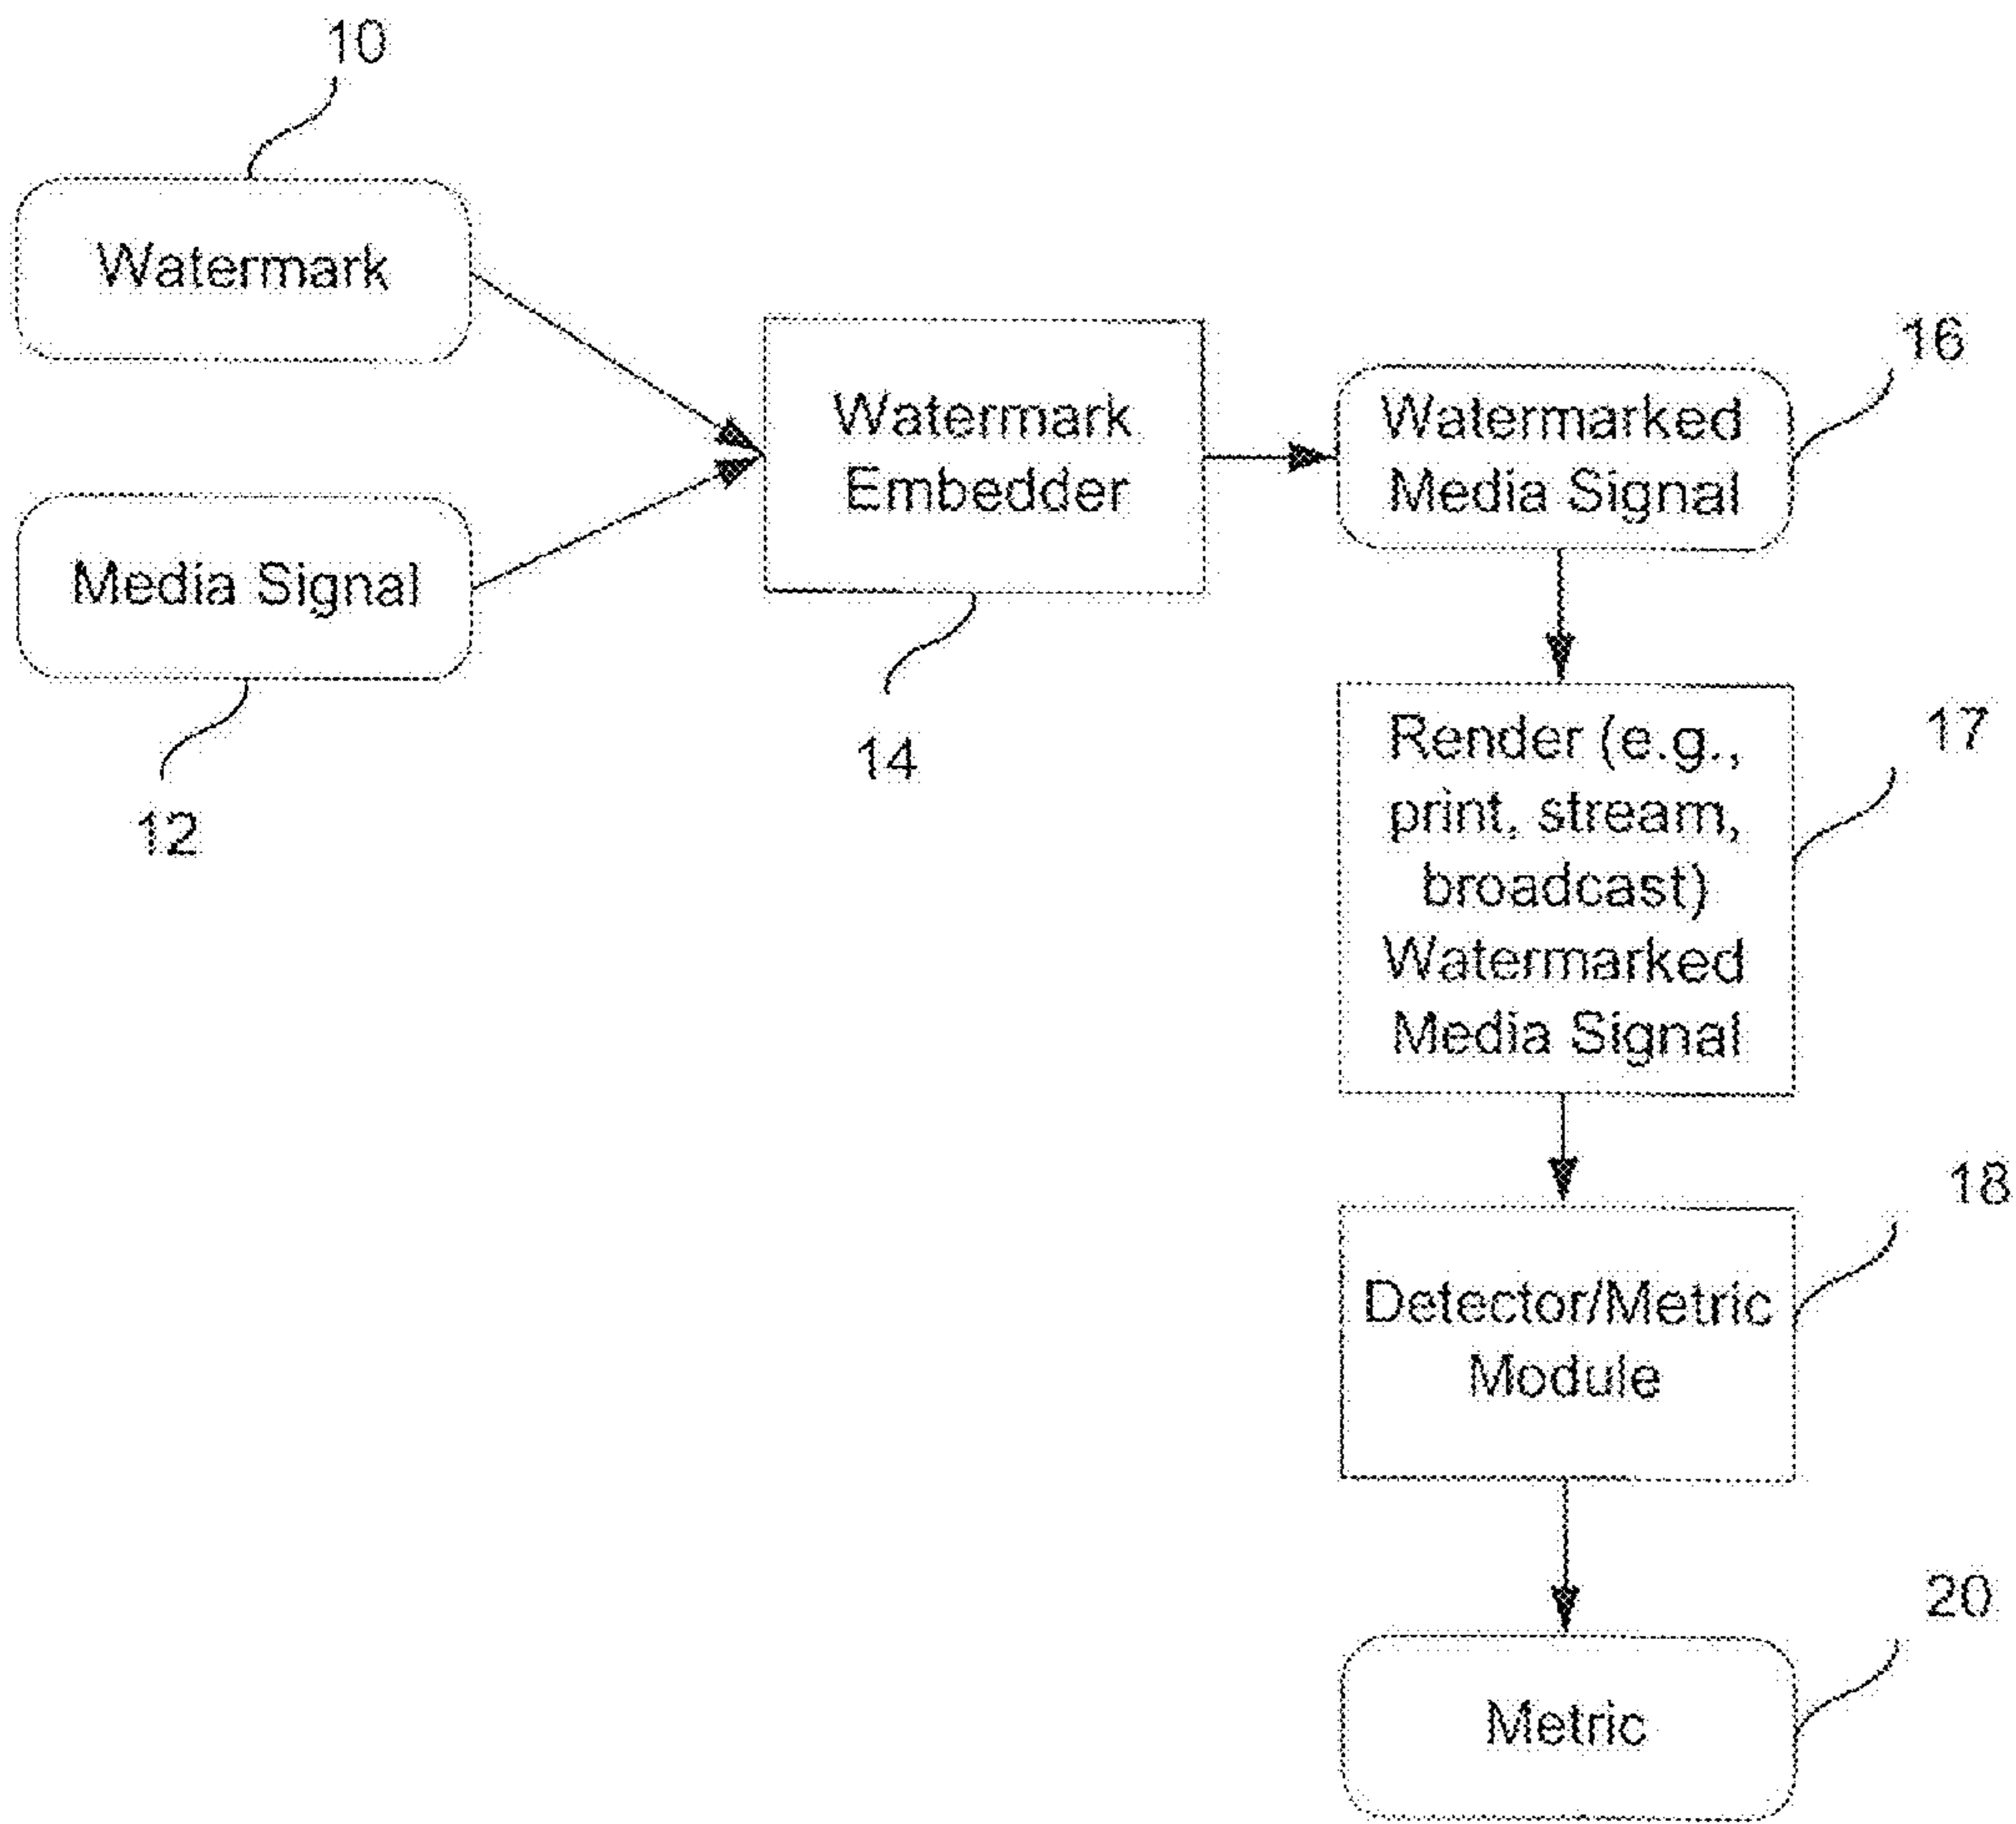 10
Watermark
Media Signal
12
Watermark
Embedder
14
16
Watermarked
Media Signal
17
Render (e.g.,
print, stream,
broadcast)
Watermarked
Media Signal
18
Detector/Metric
Module
20
Metric